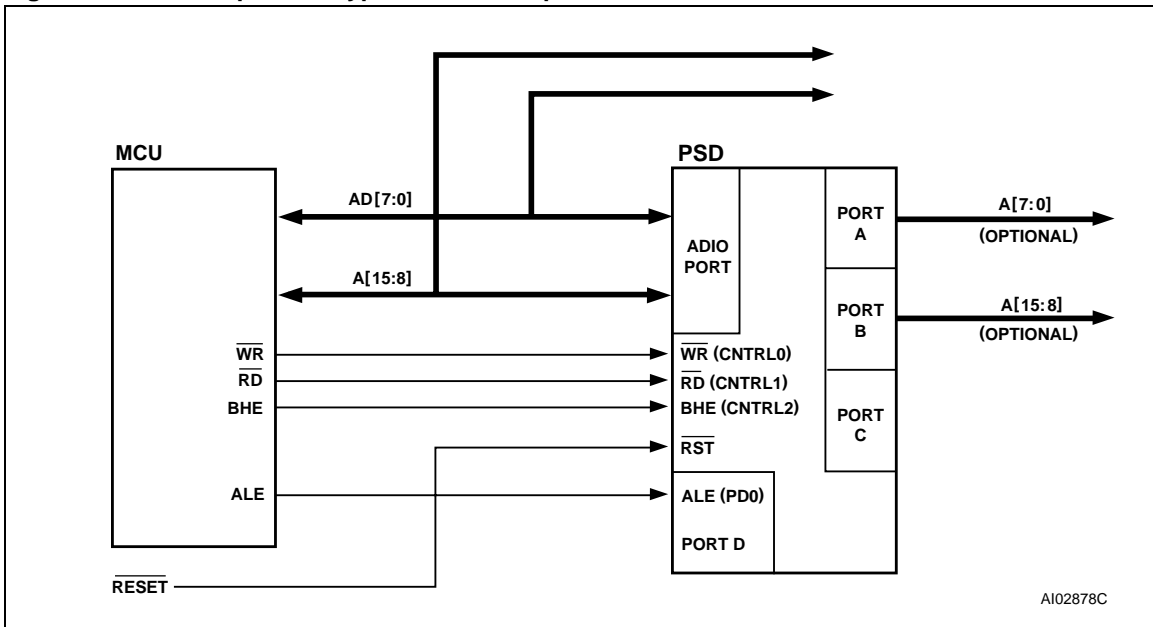 MCU
PSD
AD[7:0]
A[15:8]
ADIO
PORT
PORT
A
A[7:0]
(OPTIONAL)
PORT
B
A[15:8]
(OPTIONAL)
PORT
C
WR
WR (CNTRL0)
RD
RD (CNTRL1)
BHE
BHE (CNTRL2)
RST
ALE
ALE (PD0)
PORT D
RESET
AI02878C